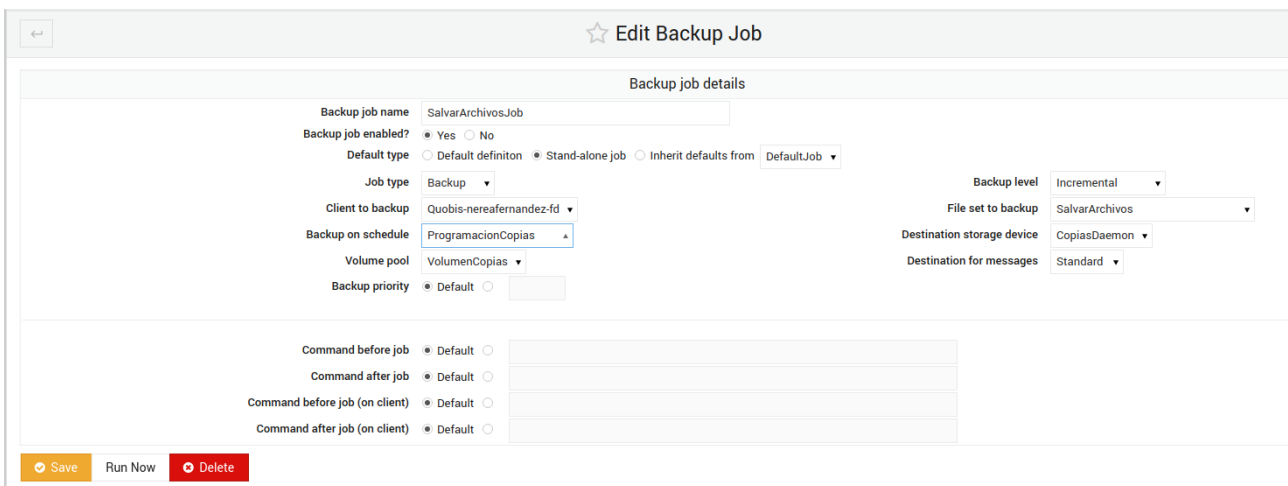 Edit Backup Job
Backup job details
Backup job name SalvarArchivosJob
Backup job enabled? Yes No
Default type Default definiton Stand-alone job Inherit defaults from DefaultJob
Job type Backup Backup level Incremental
Client to backup Quobis-nereafernandez-fd File set to backup SalvarArchivos
Backup on schedule ProgramacionCopias Destination storage device CopiasDaemon
Volume pool VolumenCopias Destination for messages Standard
Backup priority Default
Command before job Default
Command after job Default
Command before job (on client) Default
Command after job (on client) Default
Save Run Now Delete